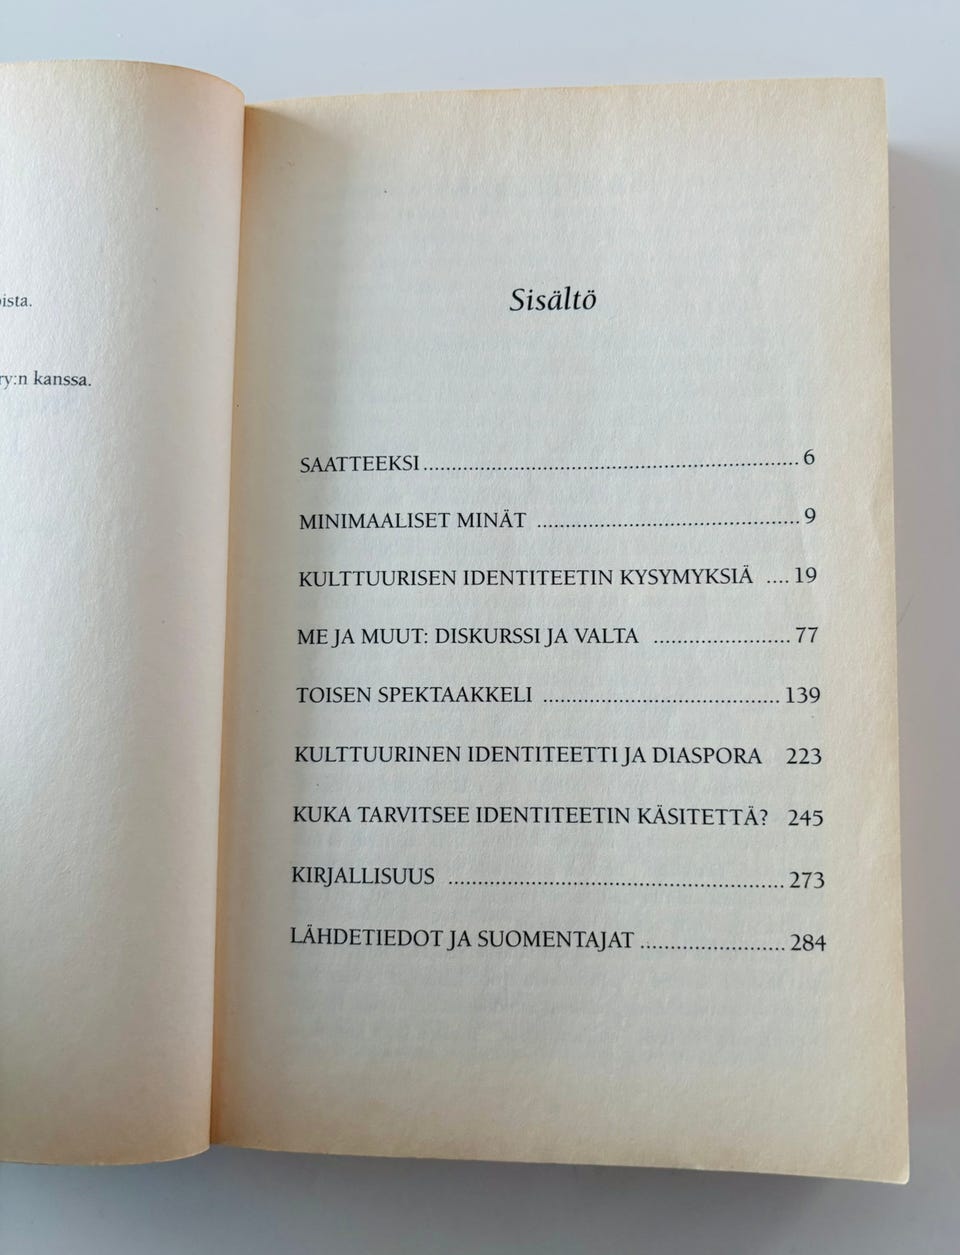 ry:n kanssa.
Sisältö
SAATTEEKSI 6
MINIMAALISET MINÄT 9
KULTTUURISEN IDENTITEETIN KYSYMYKSIÄ .... 19
ME JA MUUT: DISKURSSI JA VALTA 77
TOISEN SPEKTAAKKELI 139
KULTTUURINEN IDENTITEETTI JA DIASPORA 223
KUKA TARVITSEE IDENTITEETIN KÄSITETTÄ? 245
KIRJALLISUUS 273
LÄHDETIEDOT JA SUOMENTAJAT 284